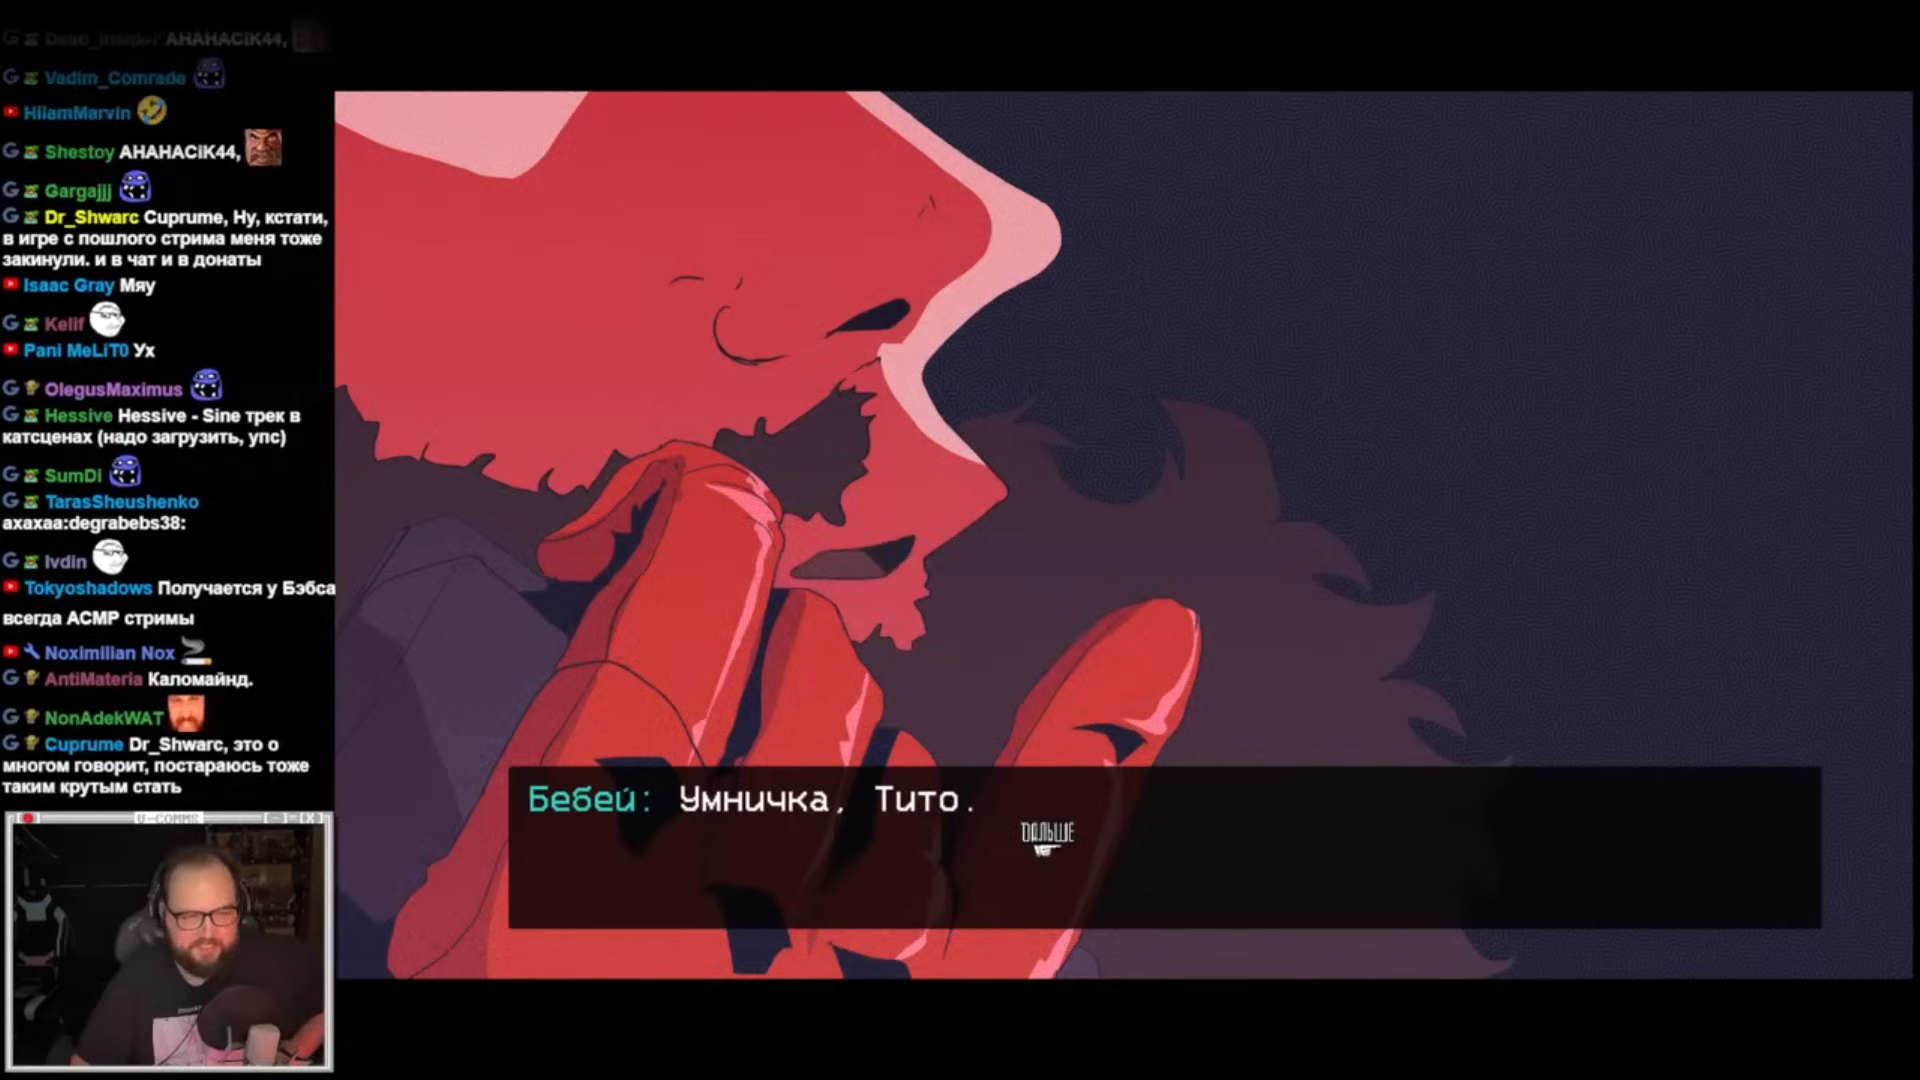 AHAHACiK44,
Vadim_Comrade
HilamMarvin
Shestoy AHAHACiK44,
Gargajjj
Dr_Shwarc Cuprume, Ну, кстати,
в игре с пошлого стрима меня тоже
закинули. и в чат и в донаты
Isaac Gray Мяу
Kelif
Pani MeLiT0 Ух
OlegusMaximus
Hessive Hessive - Sine трек в
катсценах (надо загрузить, упс)
SumDi
TarasSheushenko
ахахаа:degrabebs38:
Ivdin
Tokyoshadows Получается у Бэбса
всегда АСМР стримы
Noximilian Nox
AntiMateria Каломайнд.
NonAdekWAT
Cuprume Dr_Shwarc, это о
многом говорит, постараюсь тоже
таким крутым стать
U-COMMS [-]=[X]
Бебей: Умничка, Тито.
ДАЛЬШЕ